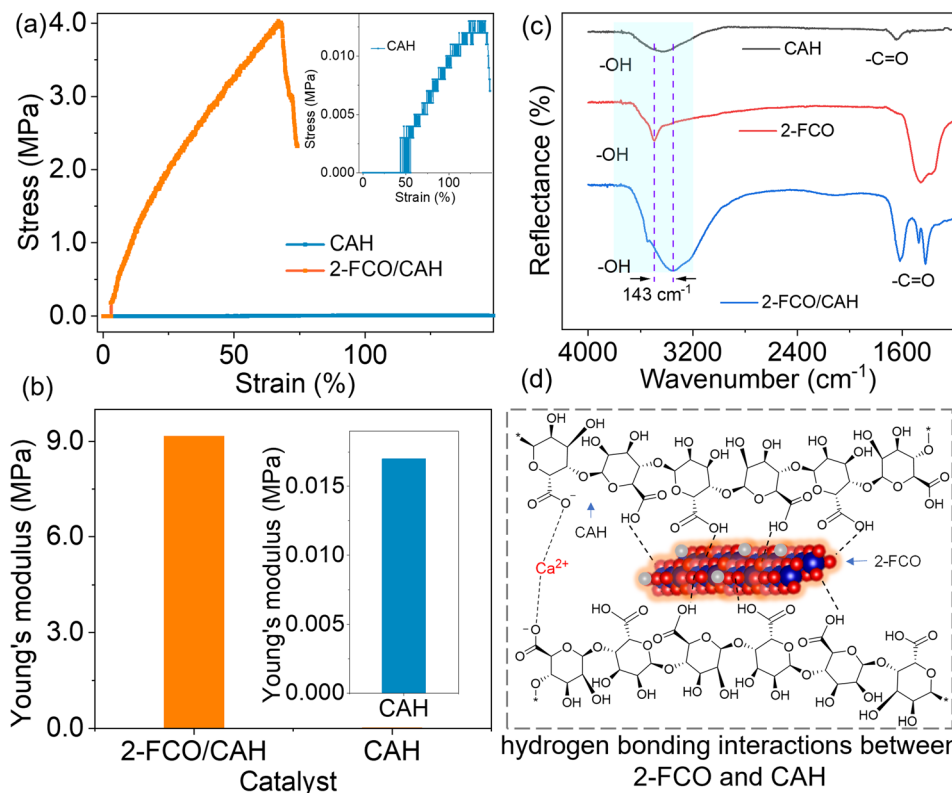 (a)
4.0
3.0
2.0
1.0
0.0
Stress (MPa)
0
50
100
Strain (%)
CAH
2-FCO/CAH
0.010
0.005
0.000
Stress (MPa)
CAH
0
50
100
Strain (%)
(c)
CAH
-OH
-C=O
2-FCO
-OH
-OH
143 cm⁻¹
-C=O
2-FCO/CAH
Reflectance (%)
4000
3200
2400
1600
Wavenumber (cm⁻¹)
(b)
9.0
6.0
3.0
0.0
Young's modulus (MPa)
2-FCO/CAH
CAH
Catalyst
0.015
0.010
0.005
0.000
Young's modulus (MPa)
CAH
(d)
CAH
Ca²⁺
2-FCO
hydrogen bonding interactions between
2-FCO and CAH